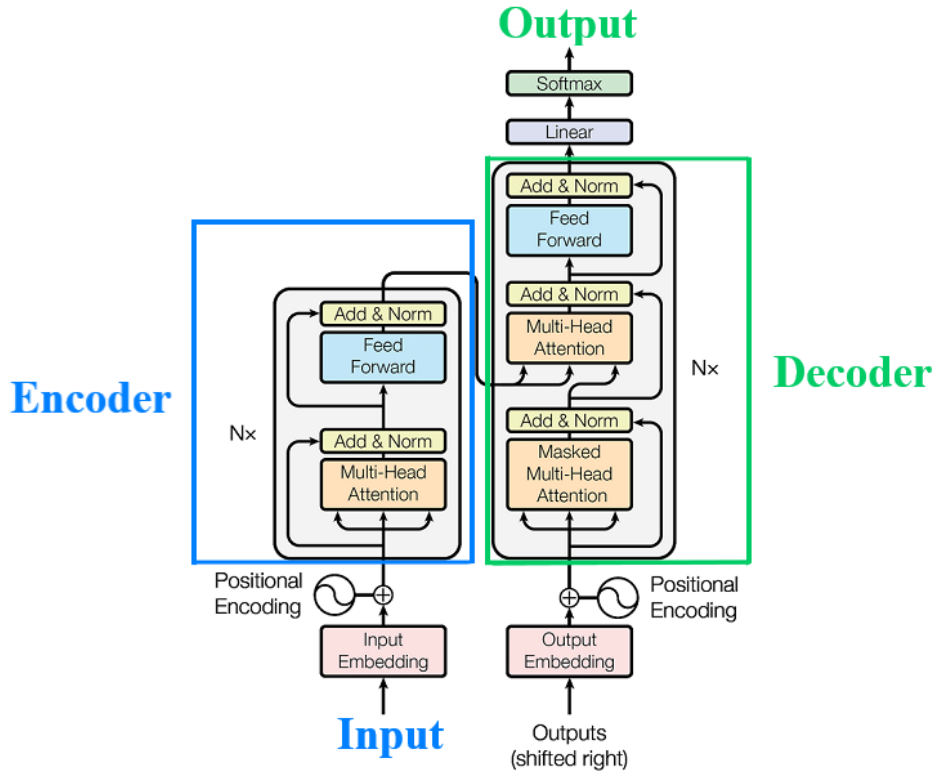 Output
Softmax
Linear
Add & Norm
Feed
Forward
Add & Norm
Multi-Head
Attention
Add & Norm
Masked
Multi-Head
Attention
N×
Decoder
Add & Norm
Feed
Forward
Add & Norm
Multi-Head
Attention
N×
Encoder
Positional
Encoding
Input
Embedding
Input
Positional
Encoding
Output
Embedding
Outputs
(shifted right)